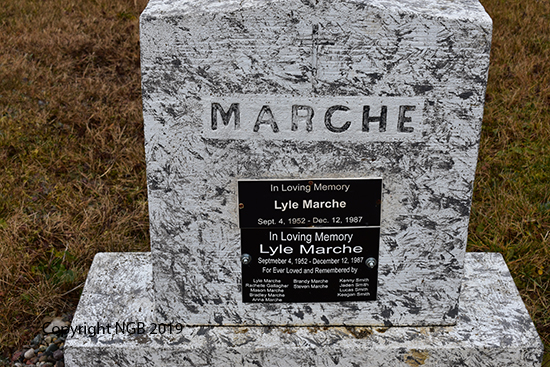 MARCHE
In Loving Memory
Lyle Marche
Sept. 4, 1952 - Dec. 12, 1987
In Loving Memory
Lyle Marche
Septmeber 4, 1952 - December 12, 1987
For Ever Loved and Remembered by
Lyle Marche Brandy Marche Kenny Smith
Rachelle Gallagher Steven Marche Jaden Smith
Mason Marche Lucas Smith
Bradley Marche Keegan Smith
Anna Marche
Copyright NGB 2019